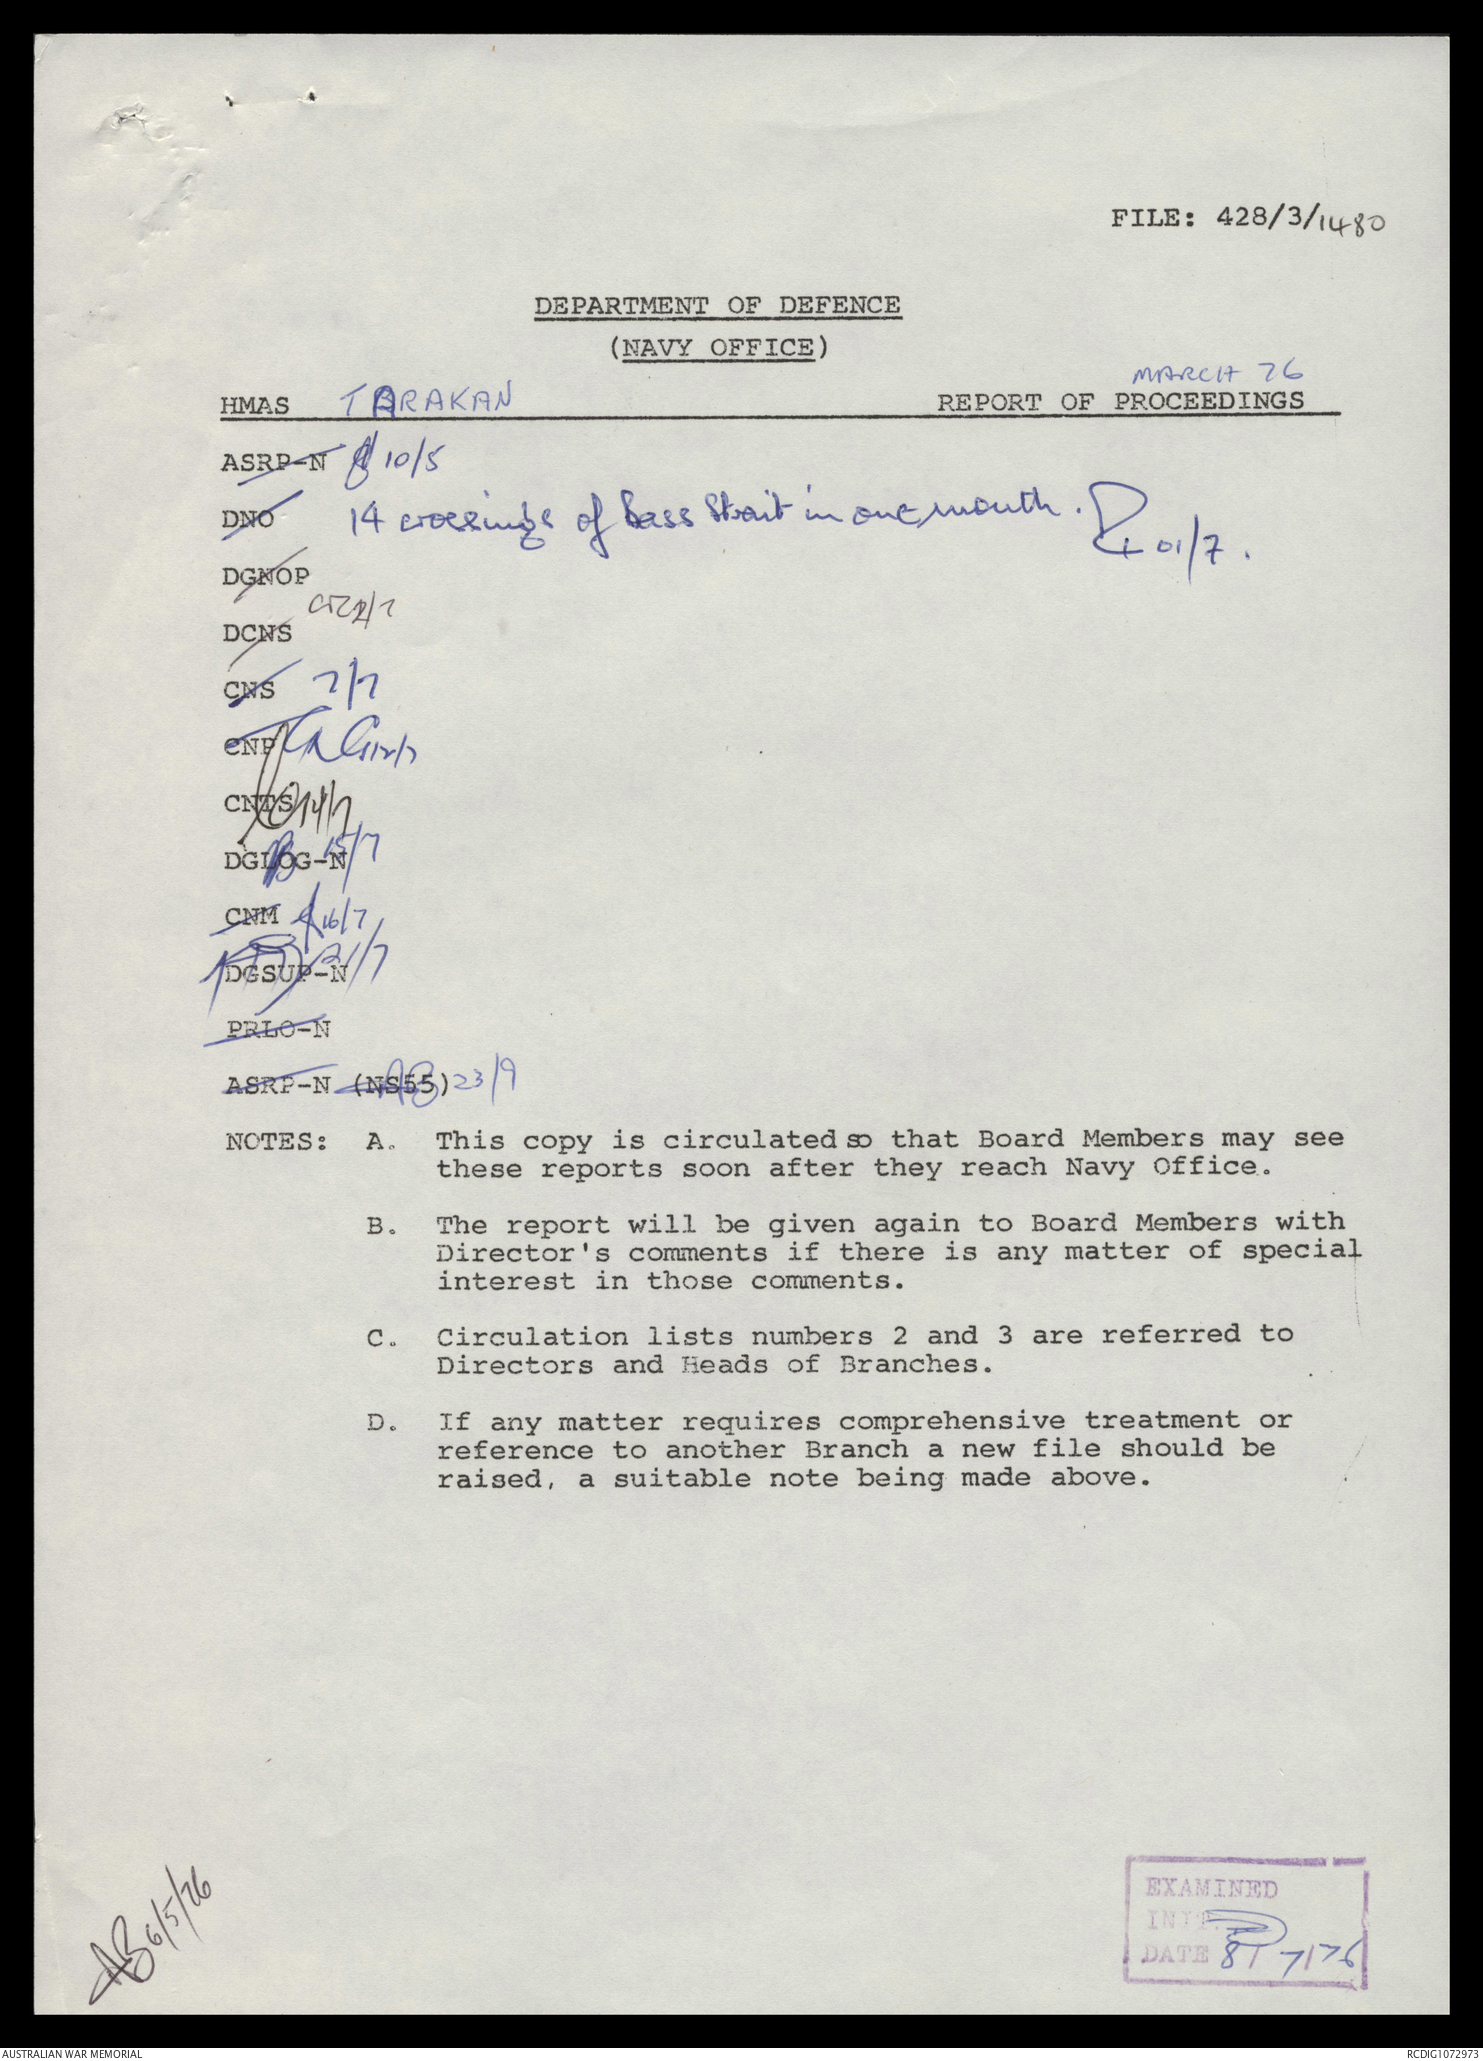 FILE: 428/3/1480
DEPARTMENT OF DEFENCE
(NAVY OFFICE)
MARCH 76
HMAS TARAKAN REPORT OF PROCEEDINGS
ASRP-N 10/5
DNO 14 crossings of Bass Strait in one month. 01/7.
DGNOP
DCNS
CNS 7/7
CNP 12/7
CNTS 14/7
DGLOG-N 15/7
CNM 16/7
DGSUP-N 21/7
PRLO-N
ASRP-N (NS55) AB 23/9
NOTES: A. This copy is circulated so that Board Members may see
these reports soon after they reach Navy Office.
B. The report will be given again to Board Members with
Director's comments if there is any matter of special
interest in those comments.
C. Circulation lists numbers 2 and 3 are referred to
Directors and Heads of Branches.
D. If any matter requires comprehensive treatment or
reference to another Branch a new file should be
raised, a suitable note being made above.
AB 6/5/76
EXAMINED
INIT.
DATE 8/7/76
AUSTRALIAN WAR MEMORIAL
RCDIG1072973